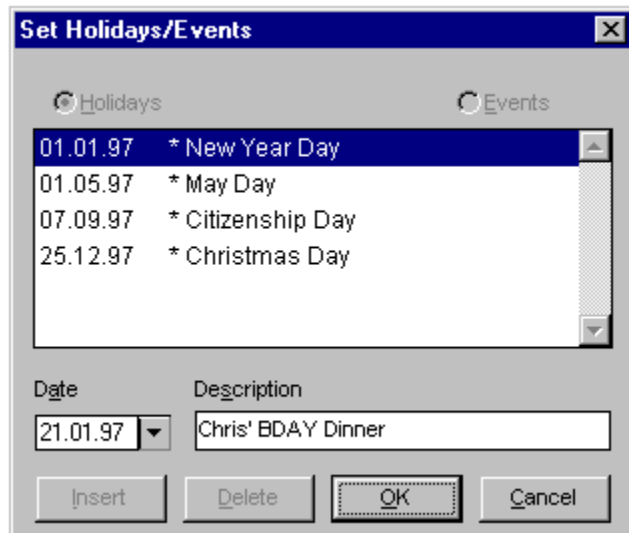 Set Holidays/Events
Holidays Events
01.01.97 * New Year Day
01.05.97 * May Day
07.09.97 * Citizenship Day
25.12.97 * Christmas Day
Date Description
21.01.97 Chris' BDAY Dinner
Insert Delete OK Cancel